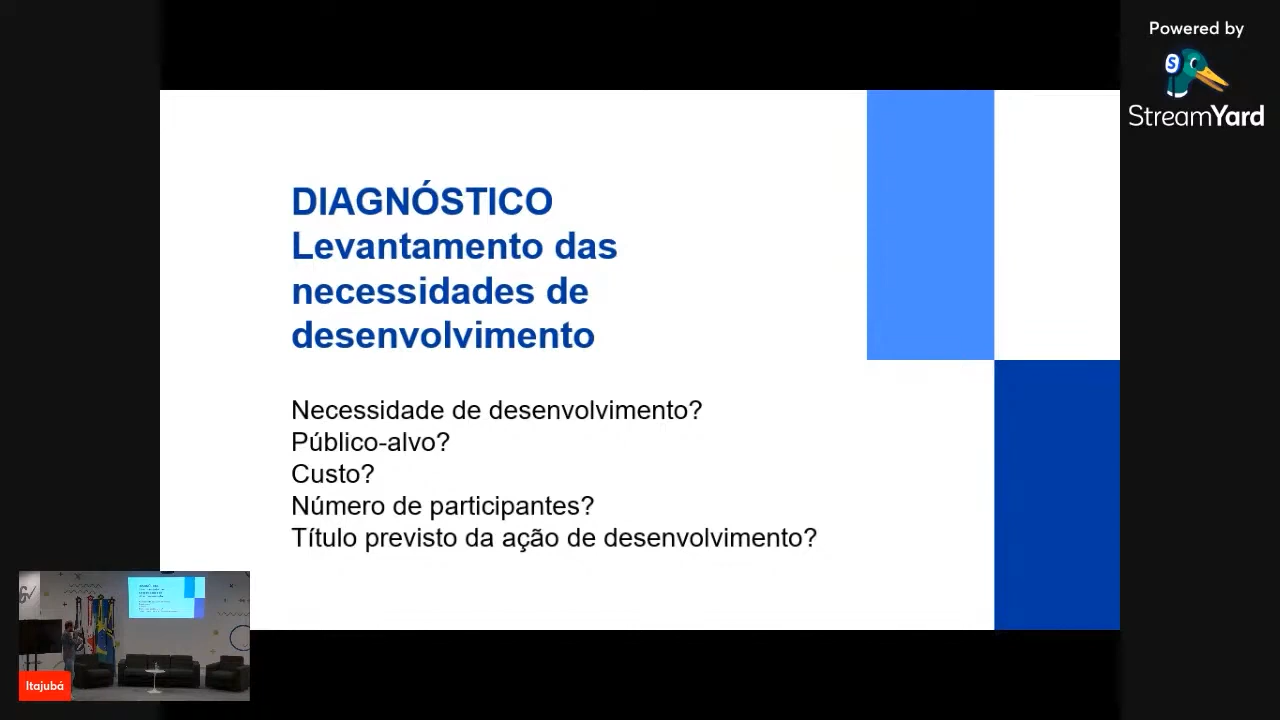 Powered by
StreamYard
DIAGNÓSTICO
Levantamento das
necessidades de
desenvolvimento
Necessidade de desenvolvimento?
Público-alvo?
Custo?
Número de participantes?
Título previsto da ação de desenvolvimento?
Itajubá